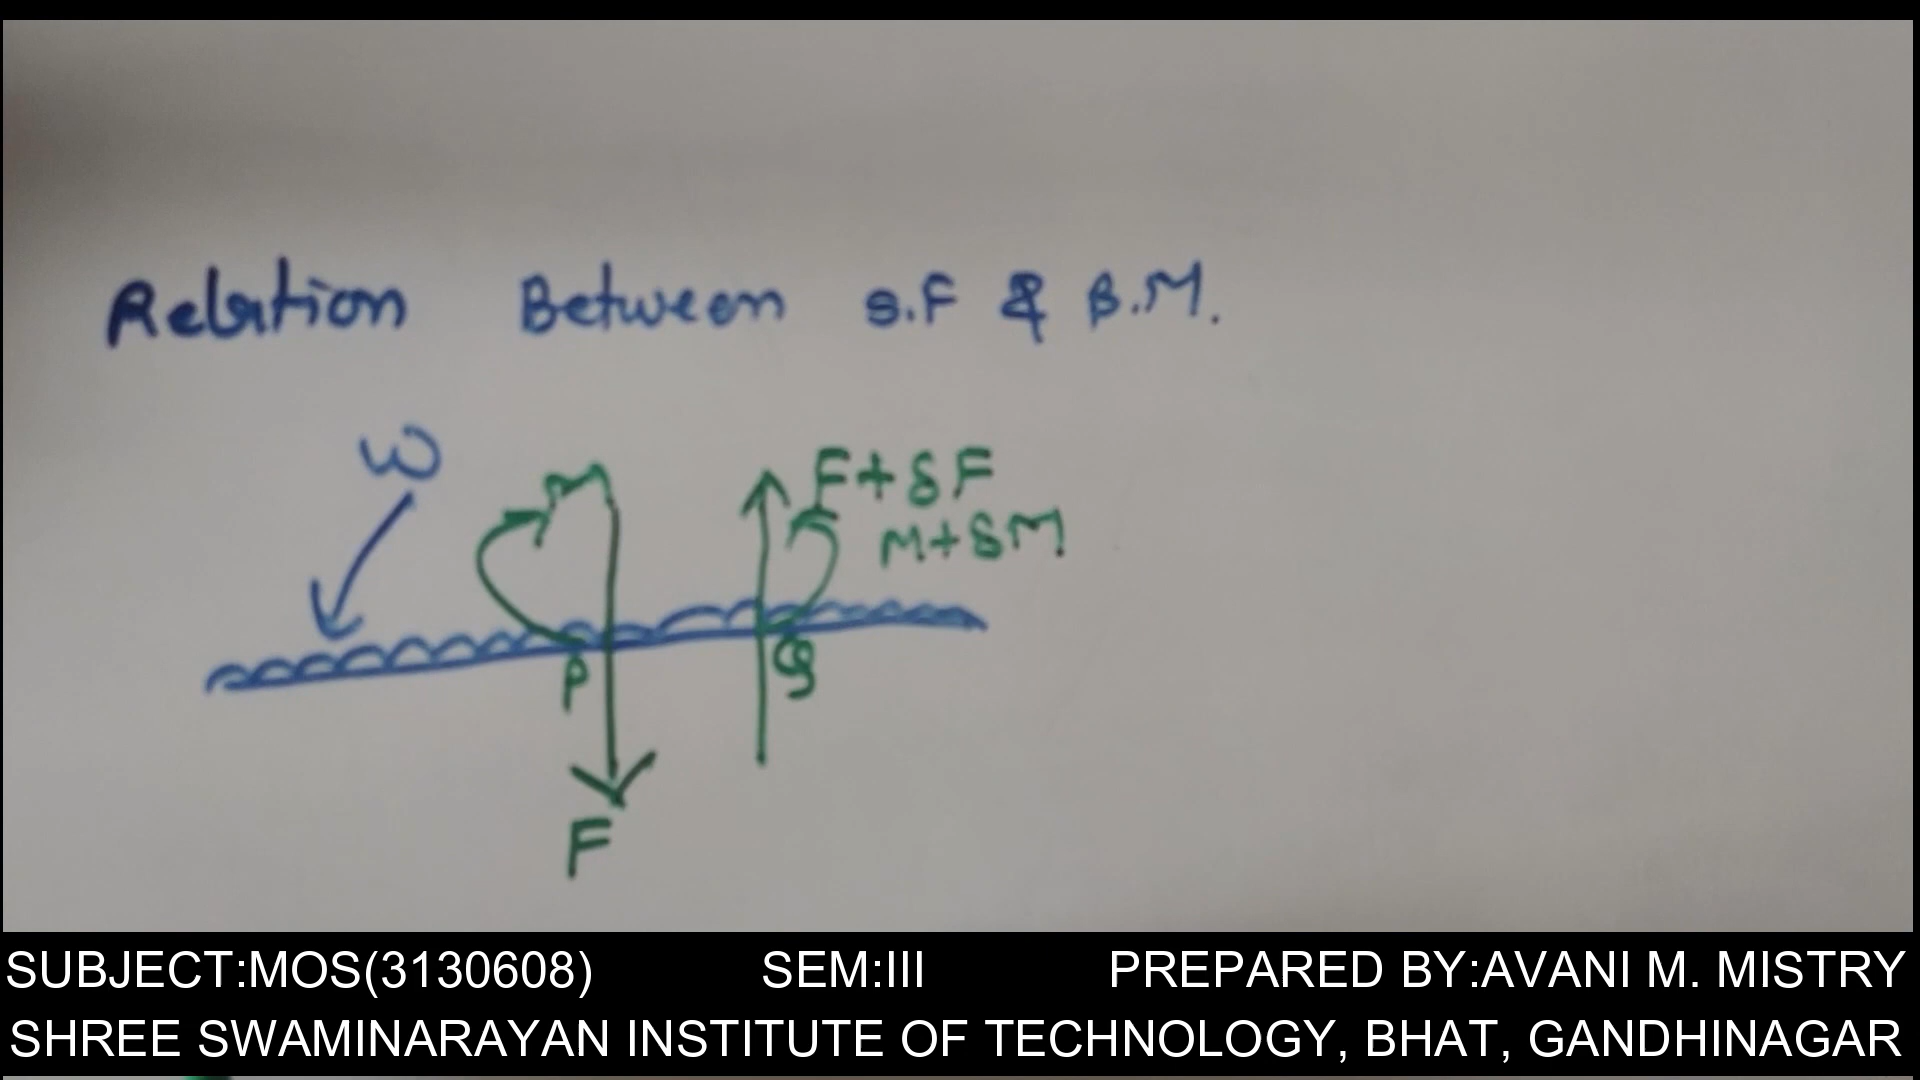 Relation Between S.F & B.M.
W
M
F+δF
M+δM
P
Q
F
SUBJECT:MOS(3130608) SEM:III PREPARED BY:AVANI M. MISTRY
SHREE SWAMINARAYAN INSTITUTE OF TECHNOLOGY, BHAT, GANDHINAGAR